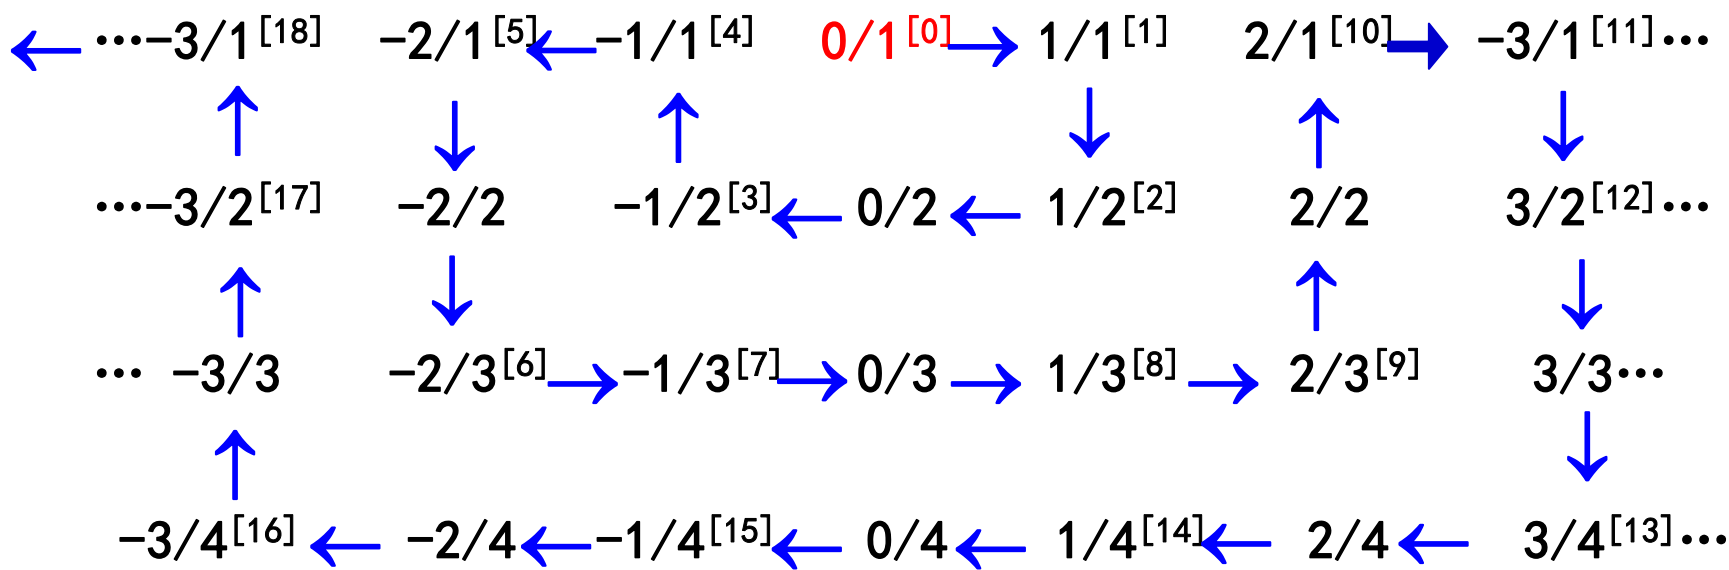 ⋯−3/1[18] −2/1[5] −1/1[4] 0/1[0] 1/1[1] 2/1[10] −3/1[11]⋯
⋯−3/2[17] −2/2 −1/2[3] 0/2 1/2[2] 2/2 3/2[12]⋯
⋯ −3/3 −2/3[6] −1/3[7] 0/3 1/3[8] 2/3[9] 3/3⋯
−3/4[16] −2/4 −1/4[15] 0/4 1/4[14] 2/4 3/4[13]⋯